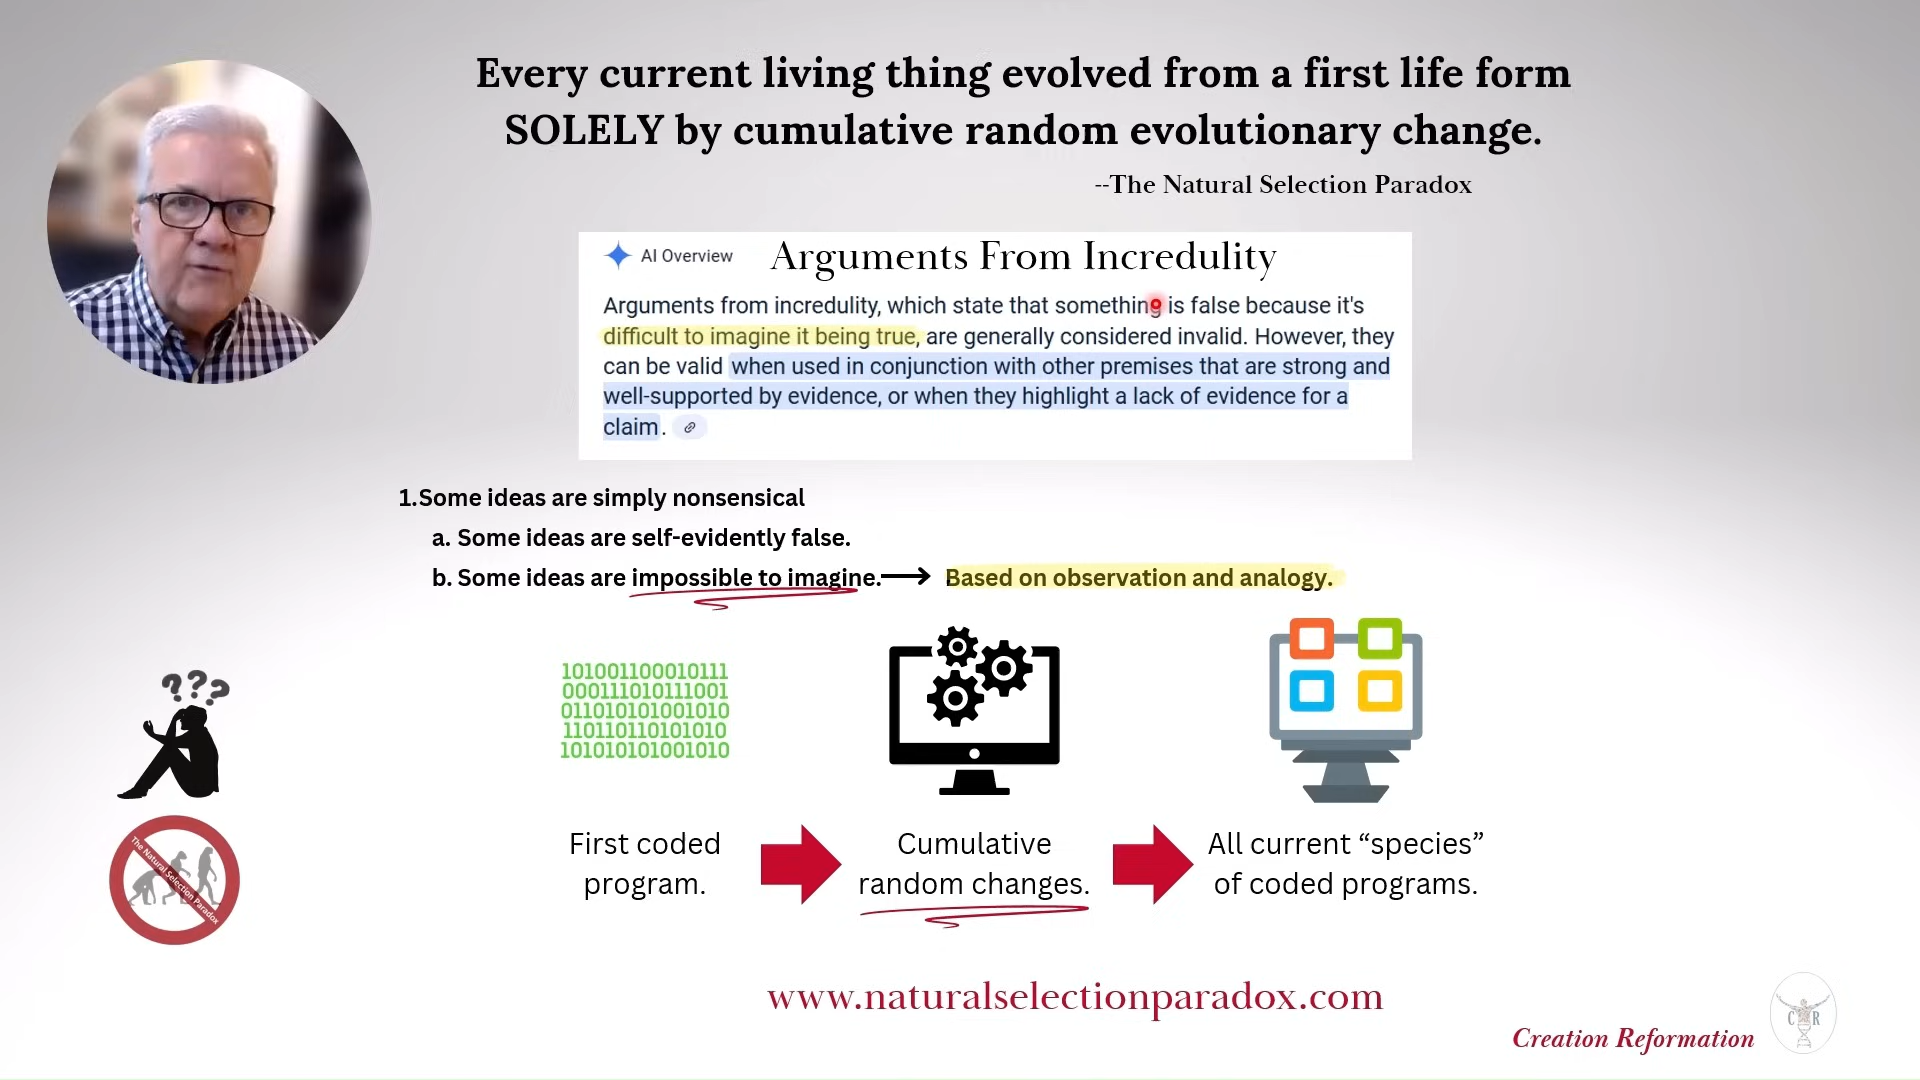 Every current living thing evolved from a first life form
SOLELY by cumulative random evolutionary change.
--The Natural Selection Paradox
AI Overview
Arguments From Incredulity
Arguments from incredulity, which state that something is false because it's
difficult to imagine it being true, are generally considered invalid. However, they
can be valid when used in conjunction with other premises that are strong and
well-supported by evidence, or when they highlight a lack of evidence for a
claim.
1.Some ideas are simply nonsensical
a. Some ideas are self-evidently false.
b. Some ideas are impossible to imagine.
Based on observation and analogy.
???
101001100010111
000111010111001
011010101001010
110110110101010
101010101001010
First coded
program.
Cumulative
random changes.
All current “species”
of coded programs.
The Natural Selection Paradox
www.naturalselectionparadox.com
Creation Reformation
C R